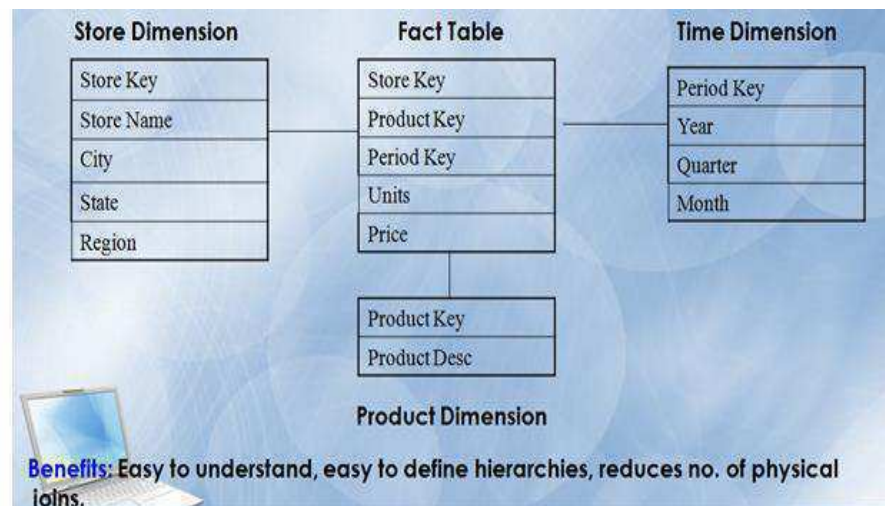 Store Dimension
Store Key
Store Name
City
State
Region
Fact Table
Store Key
Product Key
Period Key
Units
Price
Time Dimension
Period Key
Year
Quarter
Month
Product Key
Product Desc
Product Dimension
Benefits: Easy to understand, easy to define hierarchies, reduces no. of physical
joins.